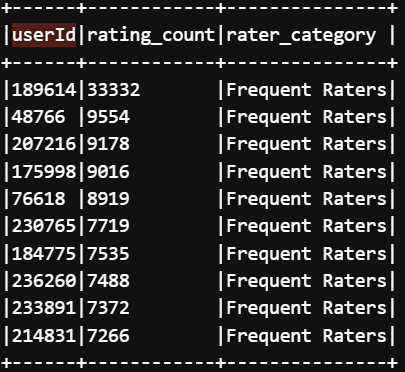 +------+------------+---------------+
|userId|rating_count|rater_category |
+------+------------+---------------+
|189614|33332       |Frequent Raters|
|48766 |9554        |Frequent Raters|
|207216|9178        |Frequent Raters|
|175998|9016        |Frequent Raters|
|76618 |8919        |Frequent Raters|
|230765|7719        |Frequent Raters|
|184775|7535        |Frequent Raters|
|236260|7488        |Frequent Raters|
|233891|7372        |Frequent Raters|
|214831|7266        |Frequent Raters|
+------+------------+---------------+